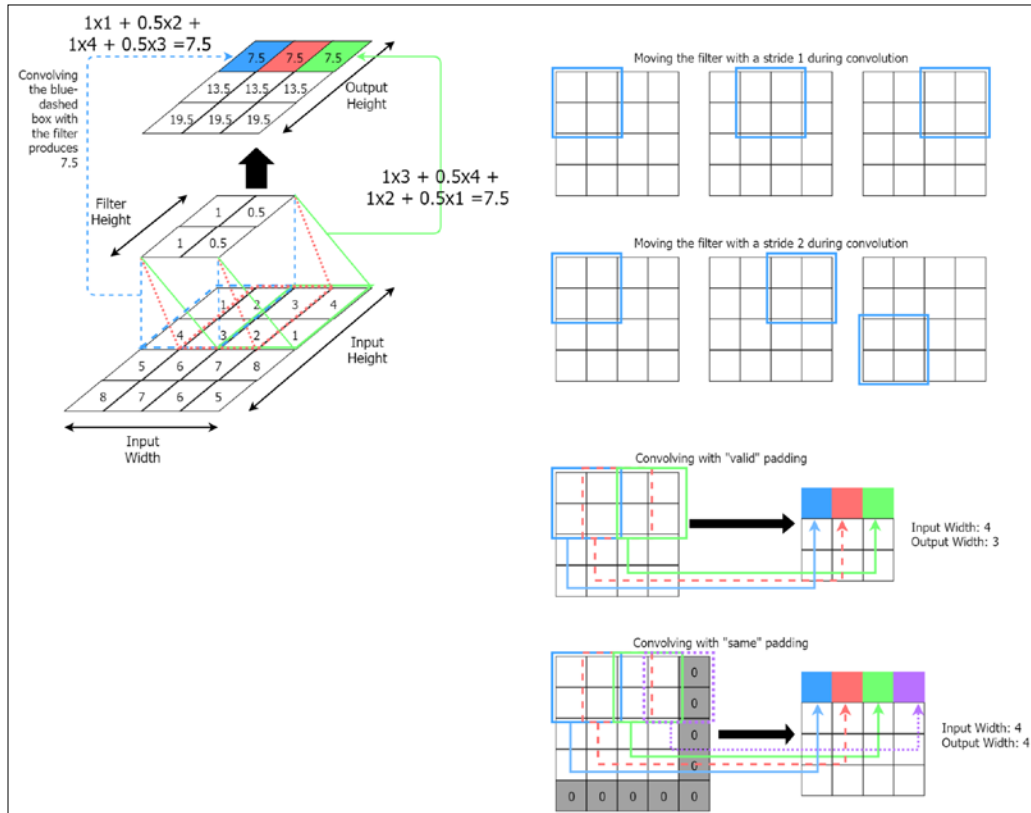 1x1 + 0.5x2 +
1x4 + 0.5x3 =7.5
Convolving
the blue-
dashed
box with
the filter
produces
7.5
7.5 7.5 7.5
13.5 13.5 13.5
19.5 19.5 19.5
Output
Height
1x3 + 0.5x4 +
1x2 + 0.5x1 =7.5
Filter
Height
1 0.5
1 0.5
1 2 3 4
4 3 2 1
5 6 7 8
8 7 6 5
Input
Height
Input
Width
Moving the filter with a stride 1 during convolution
Moving the filter with a stride 2 during convolution
Convolving with "valid" padding
Input Width: 4
Output Width: 3
Convolving with "same" padding
0
0
0
0
0 0 0 0 0
Input Width: 4
Output Width: 4